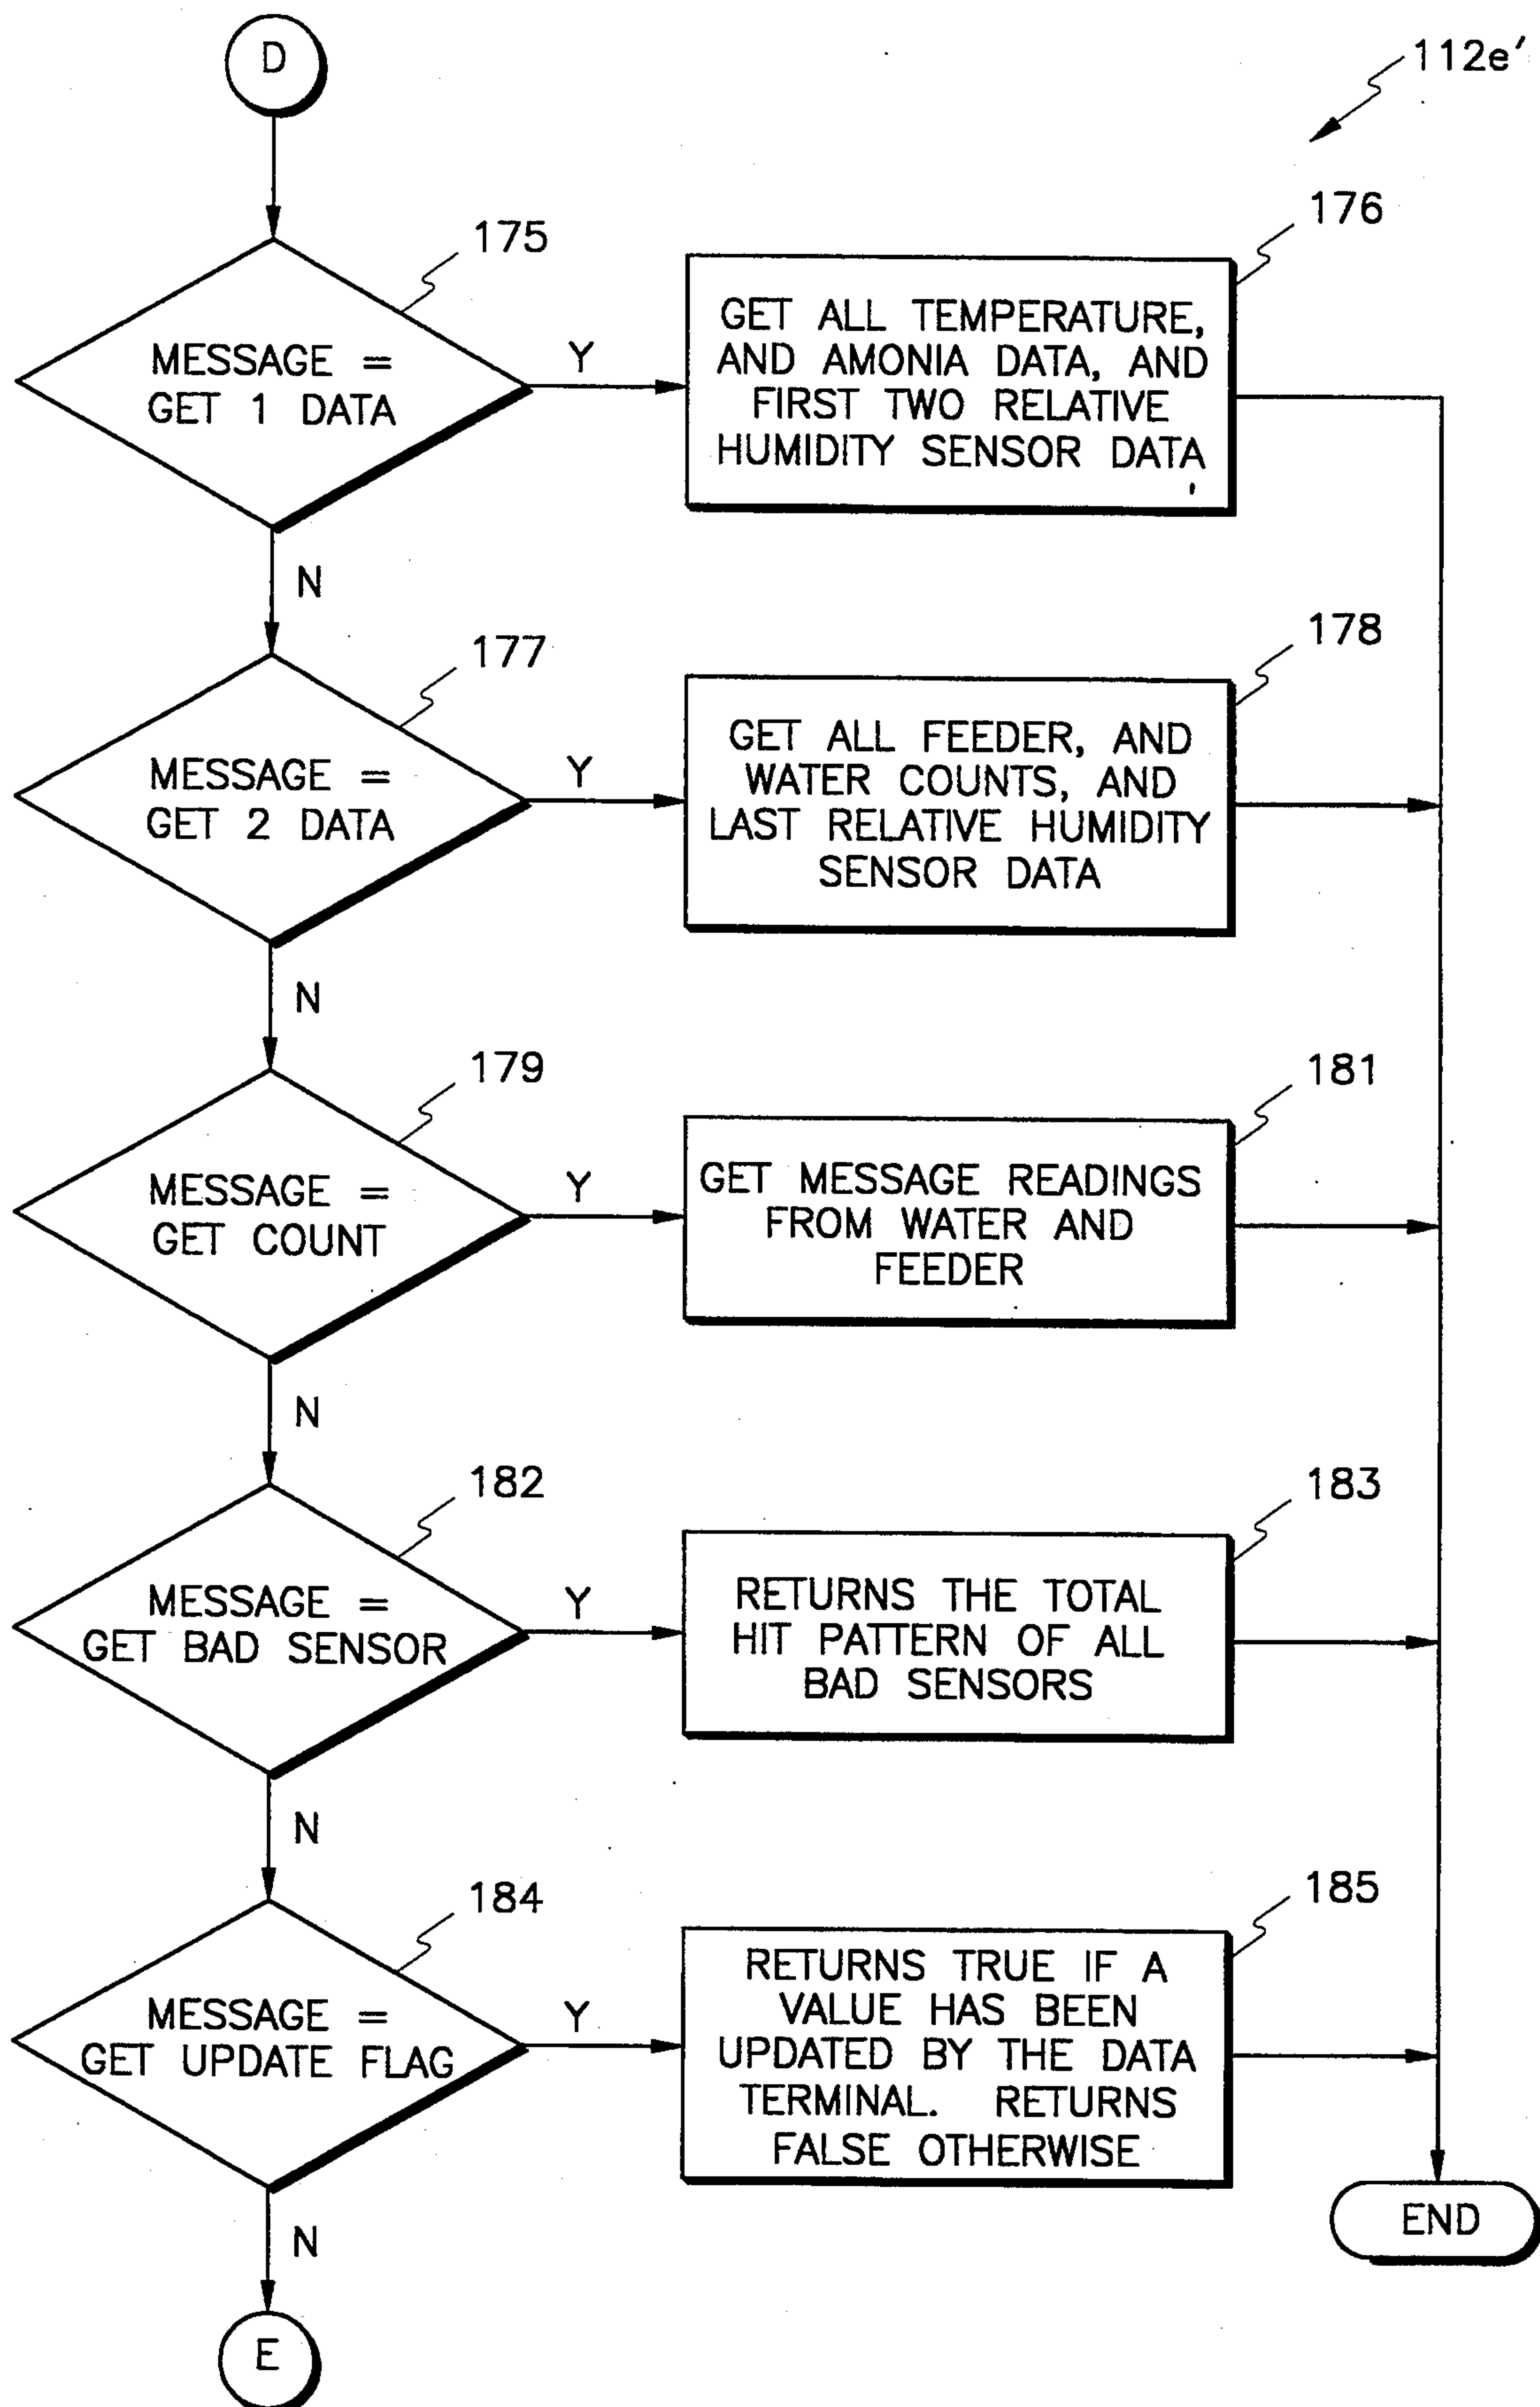 D
112e'
175
MESSAGE =
GET 1 DATA
Y
176
GET ALL TEMPERATURE,
AND AMONIA DATA, AND
FIRST TWO RELATIVE
HUMIDITY SENSOR DATA
N
177
MESSAGE =
GET 2 DATA
Y
178
GET ALL FEEDER, AND
WATER COUNTS, AND
LAST RELATIVE HUMIDITY
SENSOR DATA
N
179
MESSAGE =
GET COUNT
Y
181
GET MESSAGE READINGS
FROM WATER AND
FEEDER
N
182
MESSAGE =
GET BAD SENSOR
Y
183
RETURNS THE TOTAL
HIT PATTERN OF ALL
BAD SENSORS
N
184
MESSAGE =
GET UPDATE FLAG
Y
185
RETURNS TRUE IF A
VALUE HAS BEEN
UPDATED BY THE DATA
TERMINAL. RETURNS
FALSE OTHERWISE
N
END
E